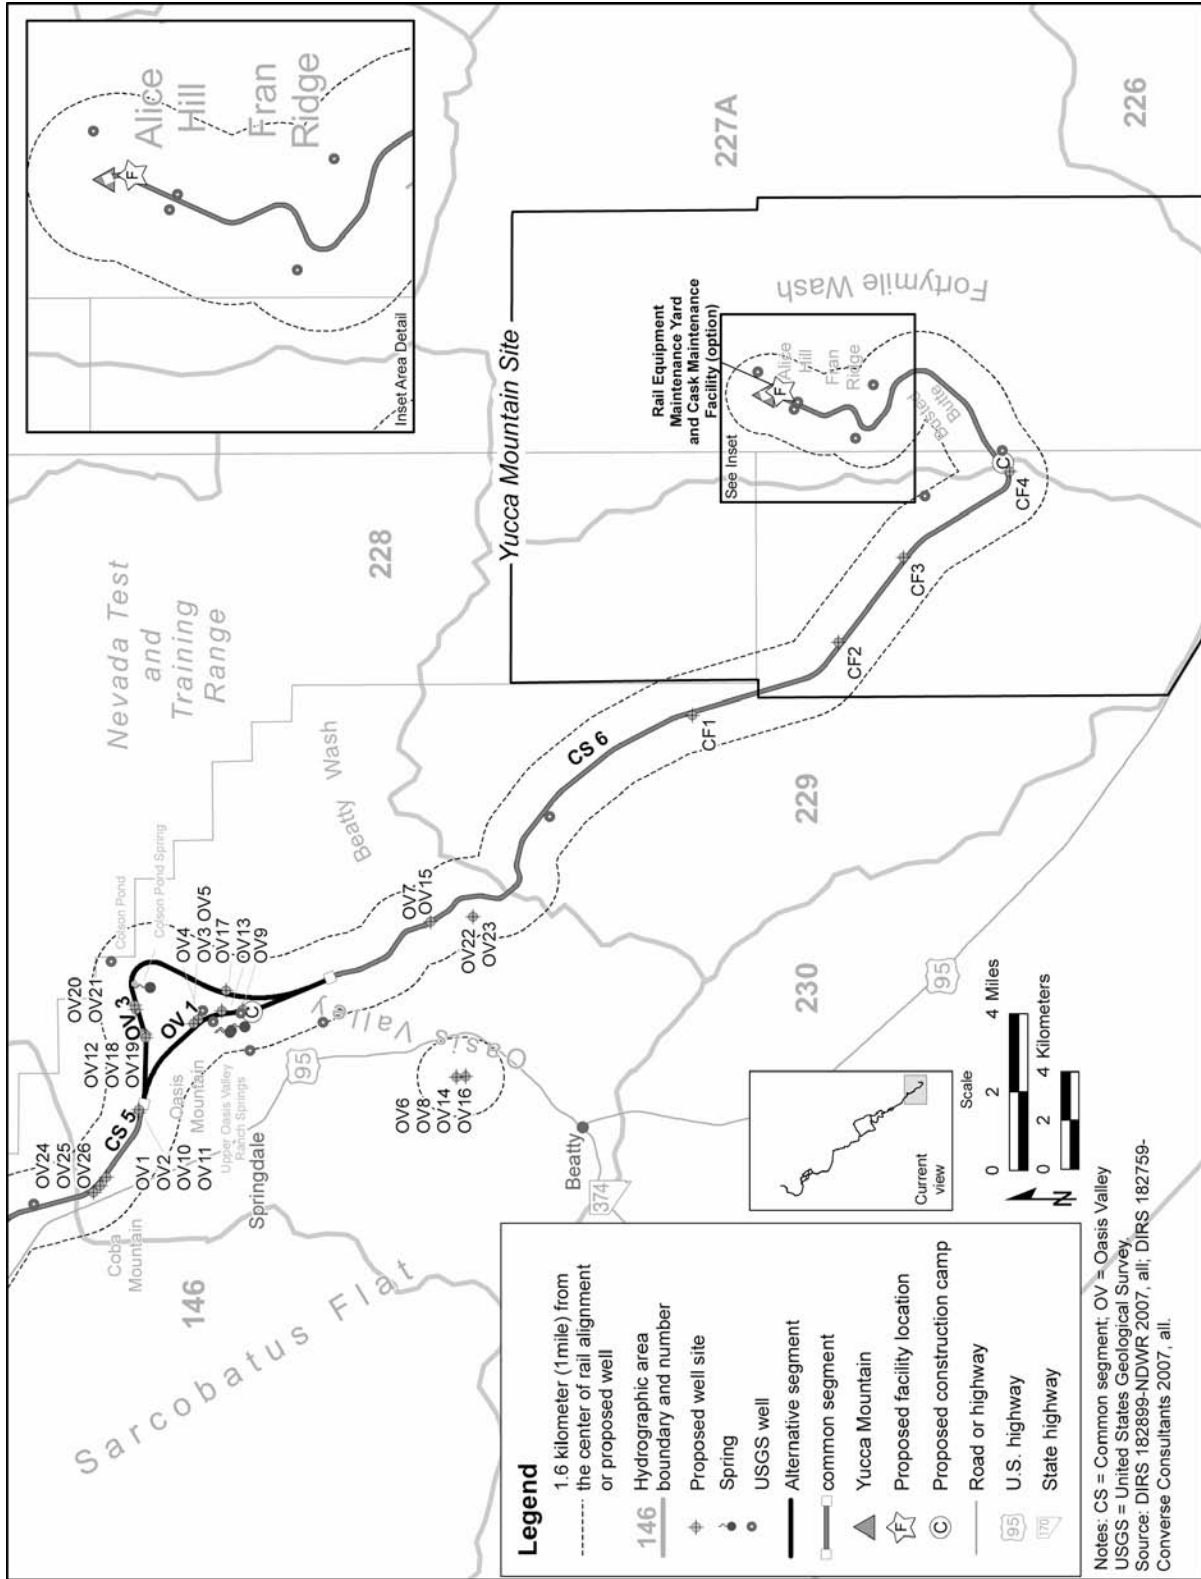 Sarcobatus Flat
146
Coba
Mountain
OV24
OV25
OV26
CS 5
OV1
OV2
OV10
OV11
Oasis
Mountain
Upper Oasis Valley
Ranch Springs
Springdale
OV12
OV18
OV19
OV20
OV21
OV 3
OV 1
Colson Pond
Colson Pond Spring
OV4
OV3 OV5
OV17
OV13
OV9
Nevada Test
and
Training
Range
Beatty Wash
228
95
Oasis Valley
OV6
OV8
OV14
OV16
OV7
OV15
OV22
OV23
Beatty
374
230
229
95
CS 6
CF1
CF2
CF3
CF4
C
C
Yucca Mountain Site
Rail Equipment
Maintenance Yard
and Cask Maintenance
Facility (option)
See Inset
F
Alice
Hill
Fran
Ridge
Busted
Butte
Fortymile Wash
227A
226
Inset Area Detail
F
Alice
Hill
Fran
Ridge
Legend
1.6 kilometer (1mile) from
the center of rail alignment
or proposed well
146 Hydrographic area
boundary and number
Proposed well site
Spring
USGS well
Alternative segment
common segment
Yucca Mountain
F Proposed facility location
C Proposed construction camp
Road or highway
95 U.S. highway
170 State highway
Current
view
Scale
0 2 4 Miles
0 2 4 Kilometers
N
Notes: CS = Common segment; OV = Oasis Valley
USGS = United States Geological Survey
Source: DIRS 182899-NDWR 2007, all; DIRS 182759-
Converse Consultants 2007, all.